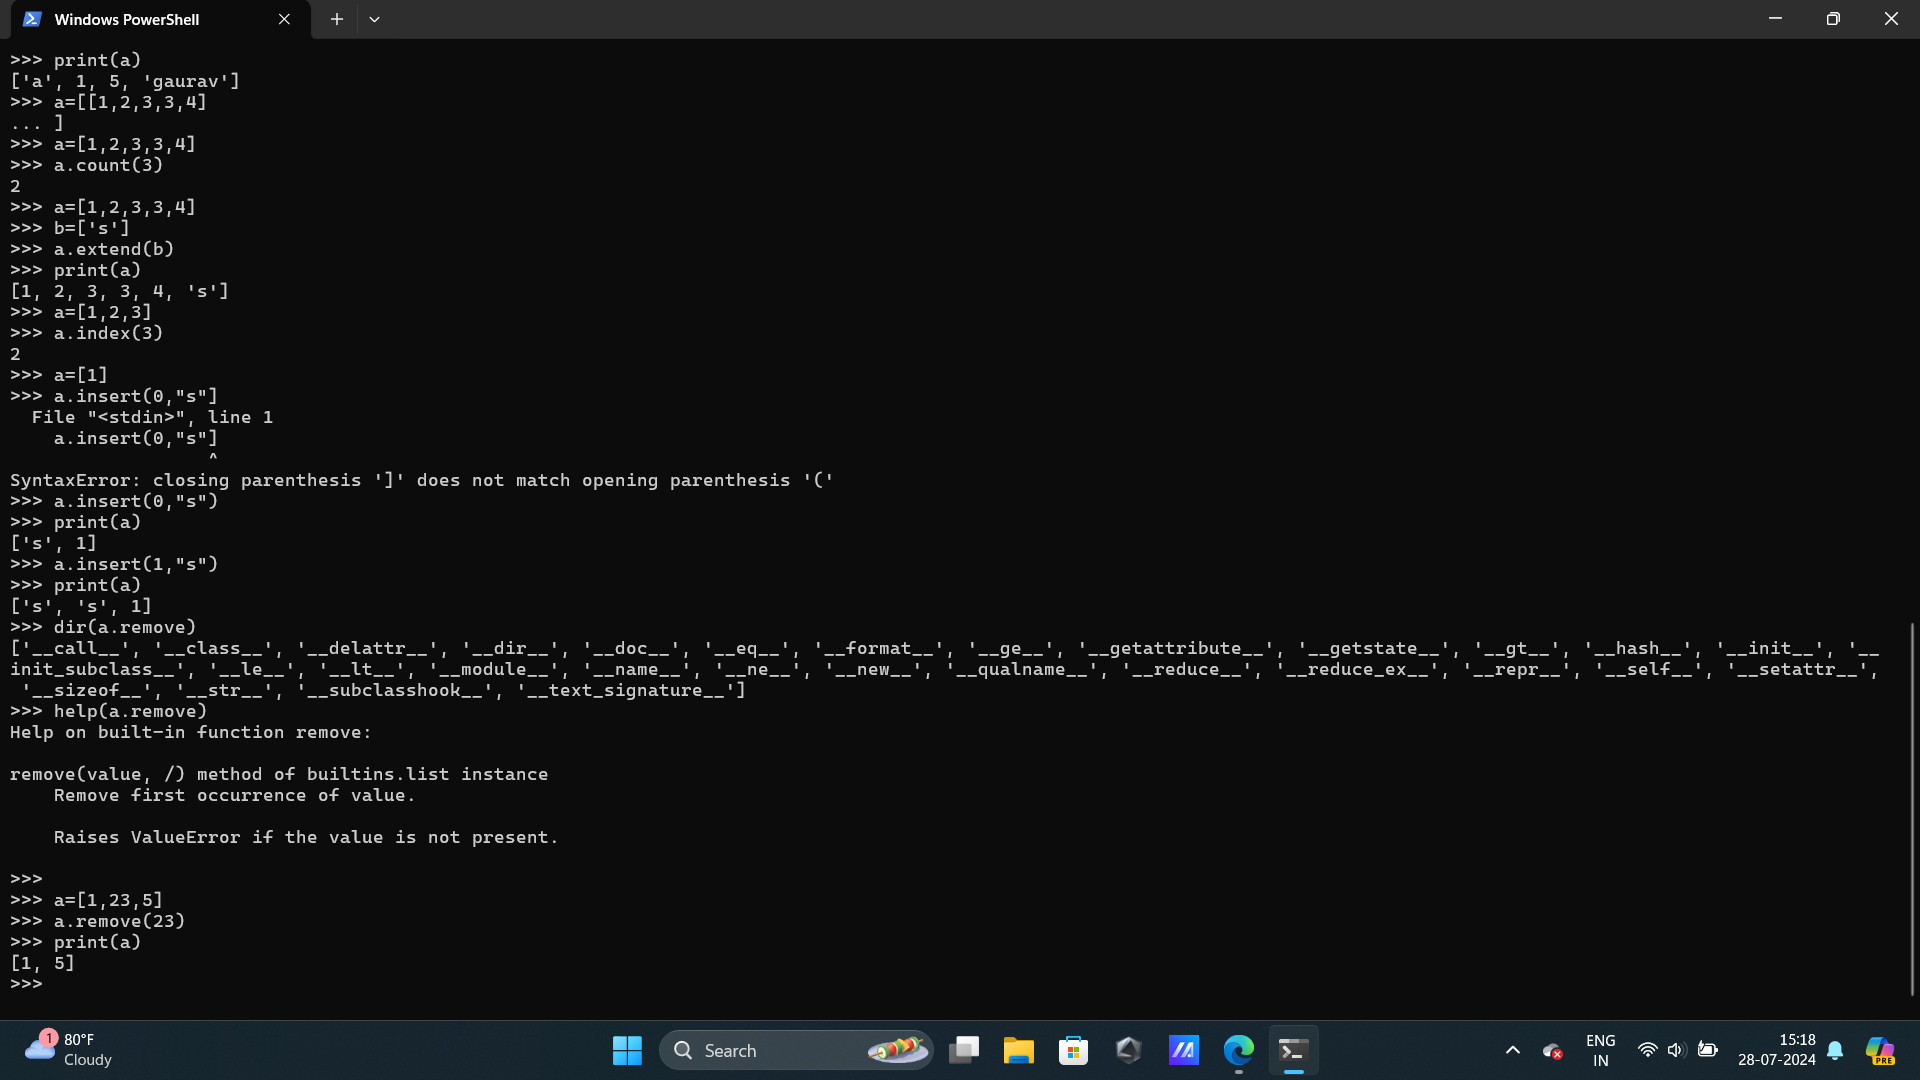 Windows PowerShell
>>> print(a)
['a', 1, 5, 'gaurav']
>>> a=[[1,2,3,3,4]
... ]
>>> a=[1,2,3,3,4]
>>> a.count(3)
2
>>> a=[1,2,3,3,4]
>>> b=['s']
>>> a.extend(b)
>>> print(a)
[1, 2, 3, 3, 4, 's']
>>> a=[1,2,3]
>>> a.index(3)
2
>>> a=[1]
>>> a.insert(0,"s"]
  File "<stdin>", line 1
    a.insert(0,"s"]
                  ^
SyntaxError: closing parenthesis ']' does not match opening parenthesis '('
>>> a.insert(0,"s")
>>> print(a)
['s', 1]
>>> a.insert(1,"s")
>>> print(a)
['s', 's', 1]
>>> dir(a.remove)
['__call__', '__class__', '__delattr__', '__dir__', '__doc__', '__eq__', '__format__', '__ge__', '__getattribute__', '__getstate__', '__gt__', '__hash__', '__init__', '__
init_subclass__', '__le__', '__lt__', '__module__', '__name__', '__ne__', '__new__', '__qualname__', '__reduce__', '__reduce_ex__', '__repr__', '__self__', '__setattr__',
 '__sizeof__', '__str__', '__subclasshook__', '__text_signature__']
>>> help(a.remove)
Help on built-in function remove:

remove(value, /) method of builtins.list instance
    Remove first occurrence of value.

    Raises ValueError if the value is not present.

>>>
>>> a=[1,23,5]
>>> a.remove(23)
>>> print(a)
[1, 5]
>>>
1
80°F
Cloudy
Search
PRE
ENG
IN
15:18
28-07-2024